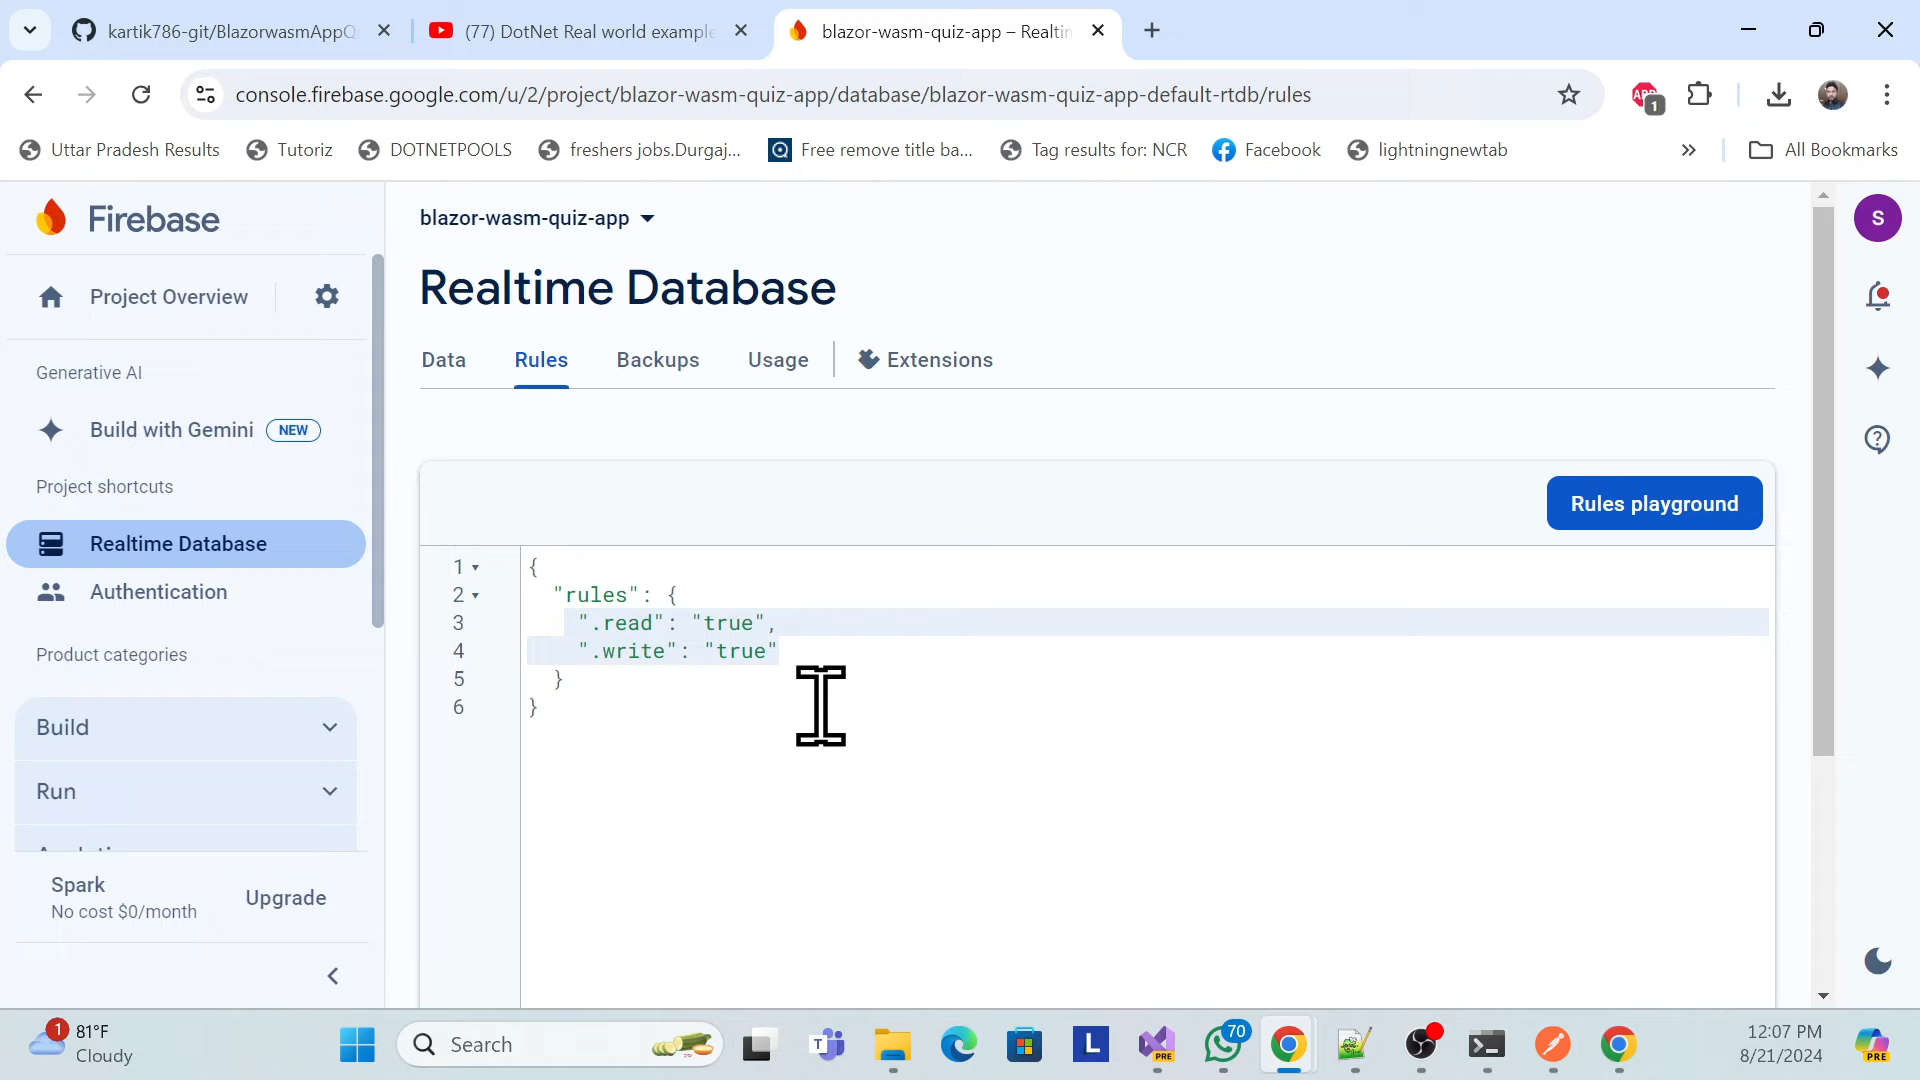 kartik786-git/BlazorwasmAppQ
(77) DotNet Real world example
blazor-wasm-quiz-app – Realtin
console.firebase.google.com/u/2/project/blazor-wasm-quiz-app/database/blazor-wasm-quiz-app-default-rtdb/rules
ABP
1
Uttar Pradesh Results
Tutoriz
DOTNETPOOLS
freshers jobs.Durgaj...
Free remove title ba...
Tag results for: NCR
Facebook
lightningnewtab
»
All Bookmarks
Firebase
blazor-wasm-quiz-app
S
Project Overview
Realtime Database
Data
Rules
Backups
Usage
Extensions
Generative AI
Build with Gemini
NEW
Project shortcuts
Realtime Database
Authentication
Product categories
Build
Run
Spark
No cost $0/month
Upgrade
Rules playground
1
{
2
"rules": {
3
".read": "true",
4
".write": "true"
5
}
6
}
1
81°F
Cloudy
Search
T
L
PRE
70
12:07 PM
8/21/2024
PRE